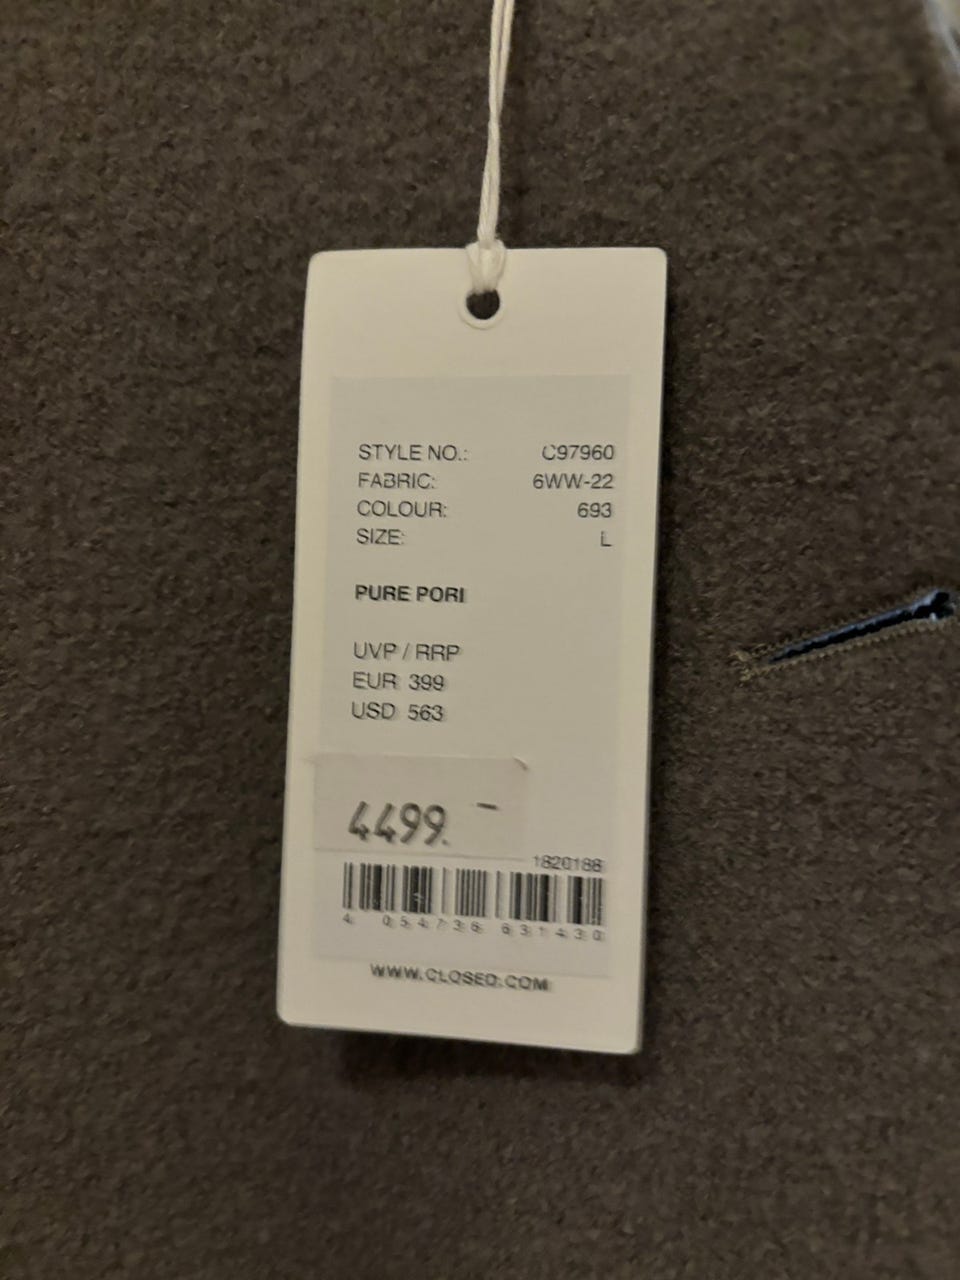 STYLE NO.: C97960
FABRIC: 6WW-22
COLOUR: 693
SIZE: L
PURE PORI
UVP / RRP
EUR 399
USD 563
4499.-
1820188
4 054736 631430
WWW.CLOSED.COM